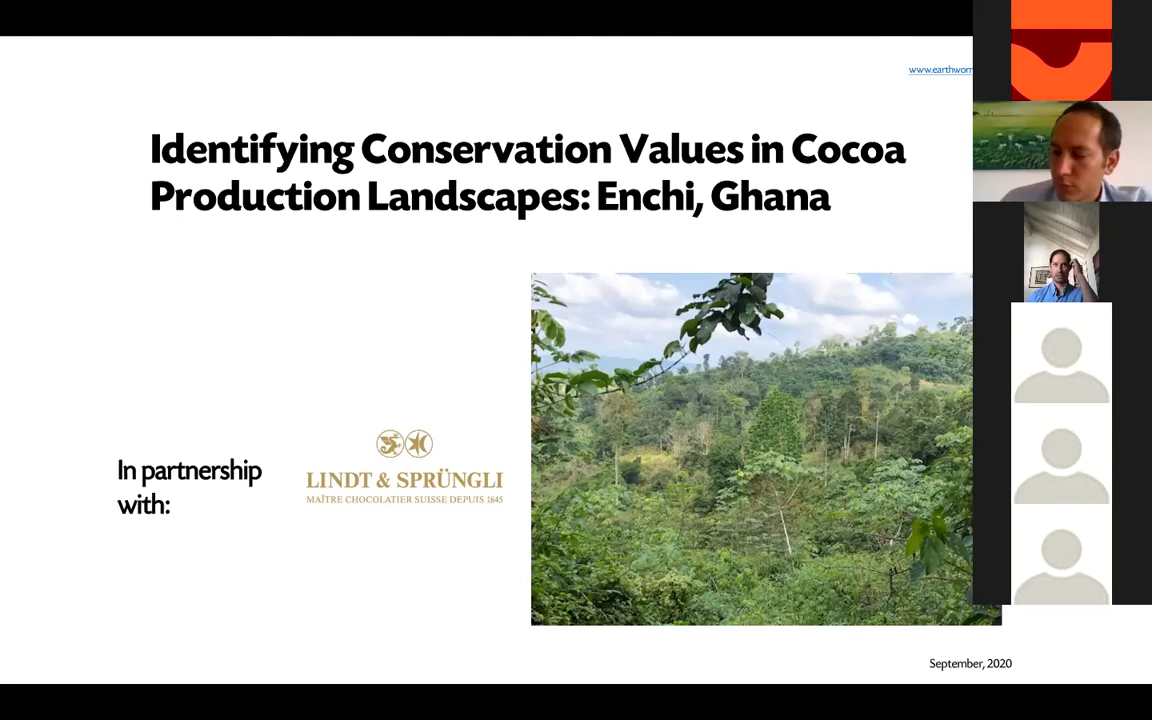 www.earthworm
Identifying Conservation Values in Cocoa
Production Landscapes: Enchi, Ghana
In partnership
with:
LINDT & SPRÜNGLI
MAÎTRE CHOCOLATIER SUISSE DEPUIS 1845
September, 2020